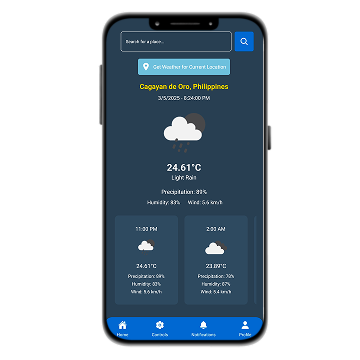 Search for a place...
Get Weather for Current Location
Cagayan de Oro, Philippines
3/5/2025 - 8:24:00 PM
24.61°C
Light Rain
Precipitation: 89%
Humidity: 83% Wind: 5.6 km/h
11:00 PM
24.61°C
Precipitation: 89%
Humidity: 83%
Wind: 5.6 km/h
2:00 AM
23.89°C
Precipitation: 78%
Humidity: 87%
Wind: 5.4 km/h
Home Controls Notifications Profile